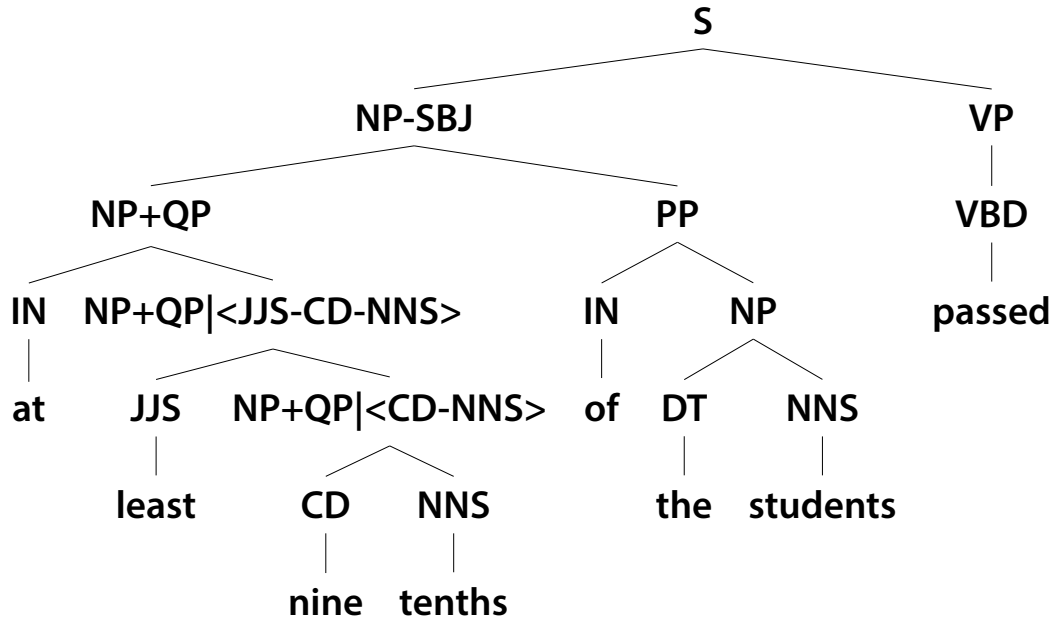 S
NP-SBJ VP
NP+QP PP VBD
IN NP+QP|<JJS-CD-NNS> IN NP passed
at JJS NP+QP|<CD-NNS> of DT NNS
least CD NNS the students
nine tenths